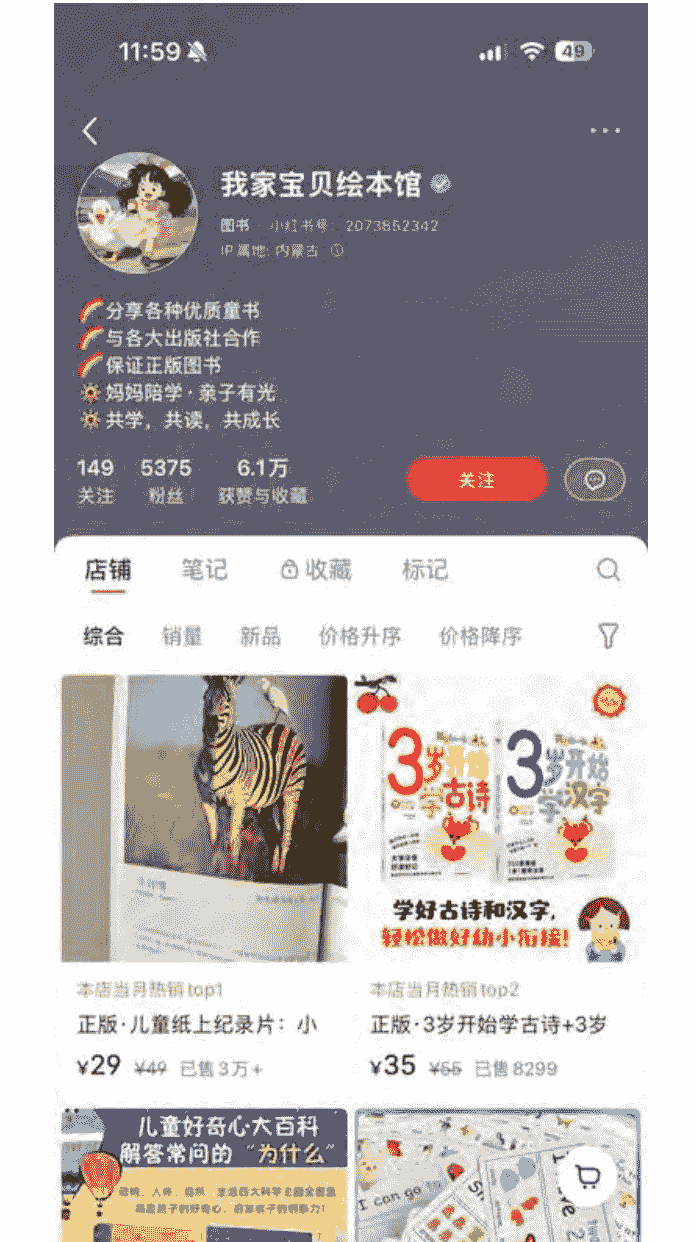 11:59
49
我家宝贝绘本馆
图书 · 小红书号: 2073852342
IP属地: 内蒙古
分享各种优质童书
与各大出版社合作
保证正版图书
妈妈陪学·亲子有光
共学，共读，共成长
149 5375 6.1万
关注 粉丝 获赞与收藏
关注
店铺 笔记 收藏 标记
综合 销量 新品 价格升序 价格降序
3岁开始
学古诗
3岁开始
学汉字
学好古诗和汉字，
轻松做好幼小衔接!
本店当月热销top1
正版·儿童纸上纪录片：小
¥29 ¥49 已售3万+
本店当月热销top2
正版·3岁开始学古诗+3岁
¥35 ¥55 已售8299
儿童好奇心大百科
解答常问的“为什么”
I can go to